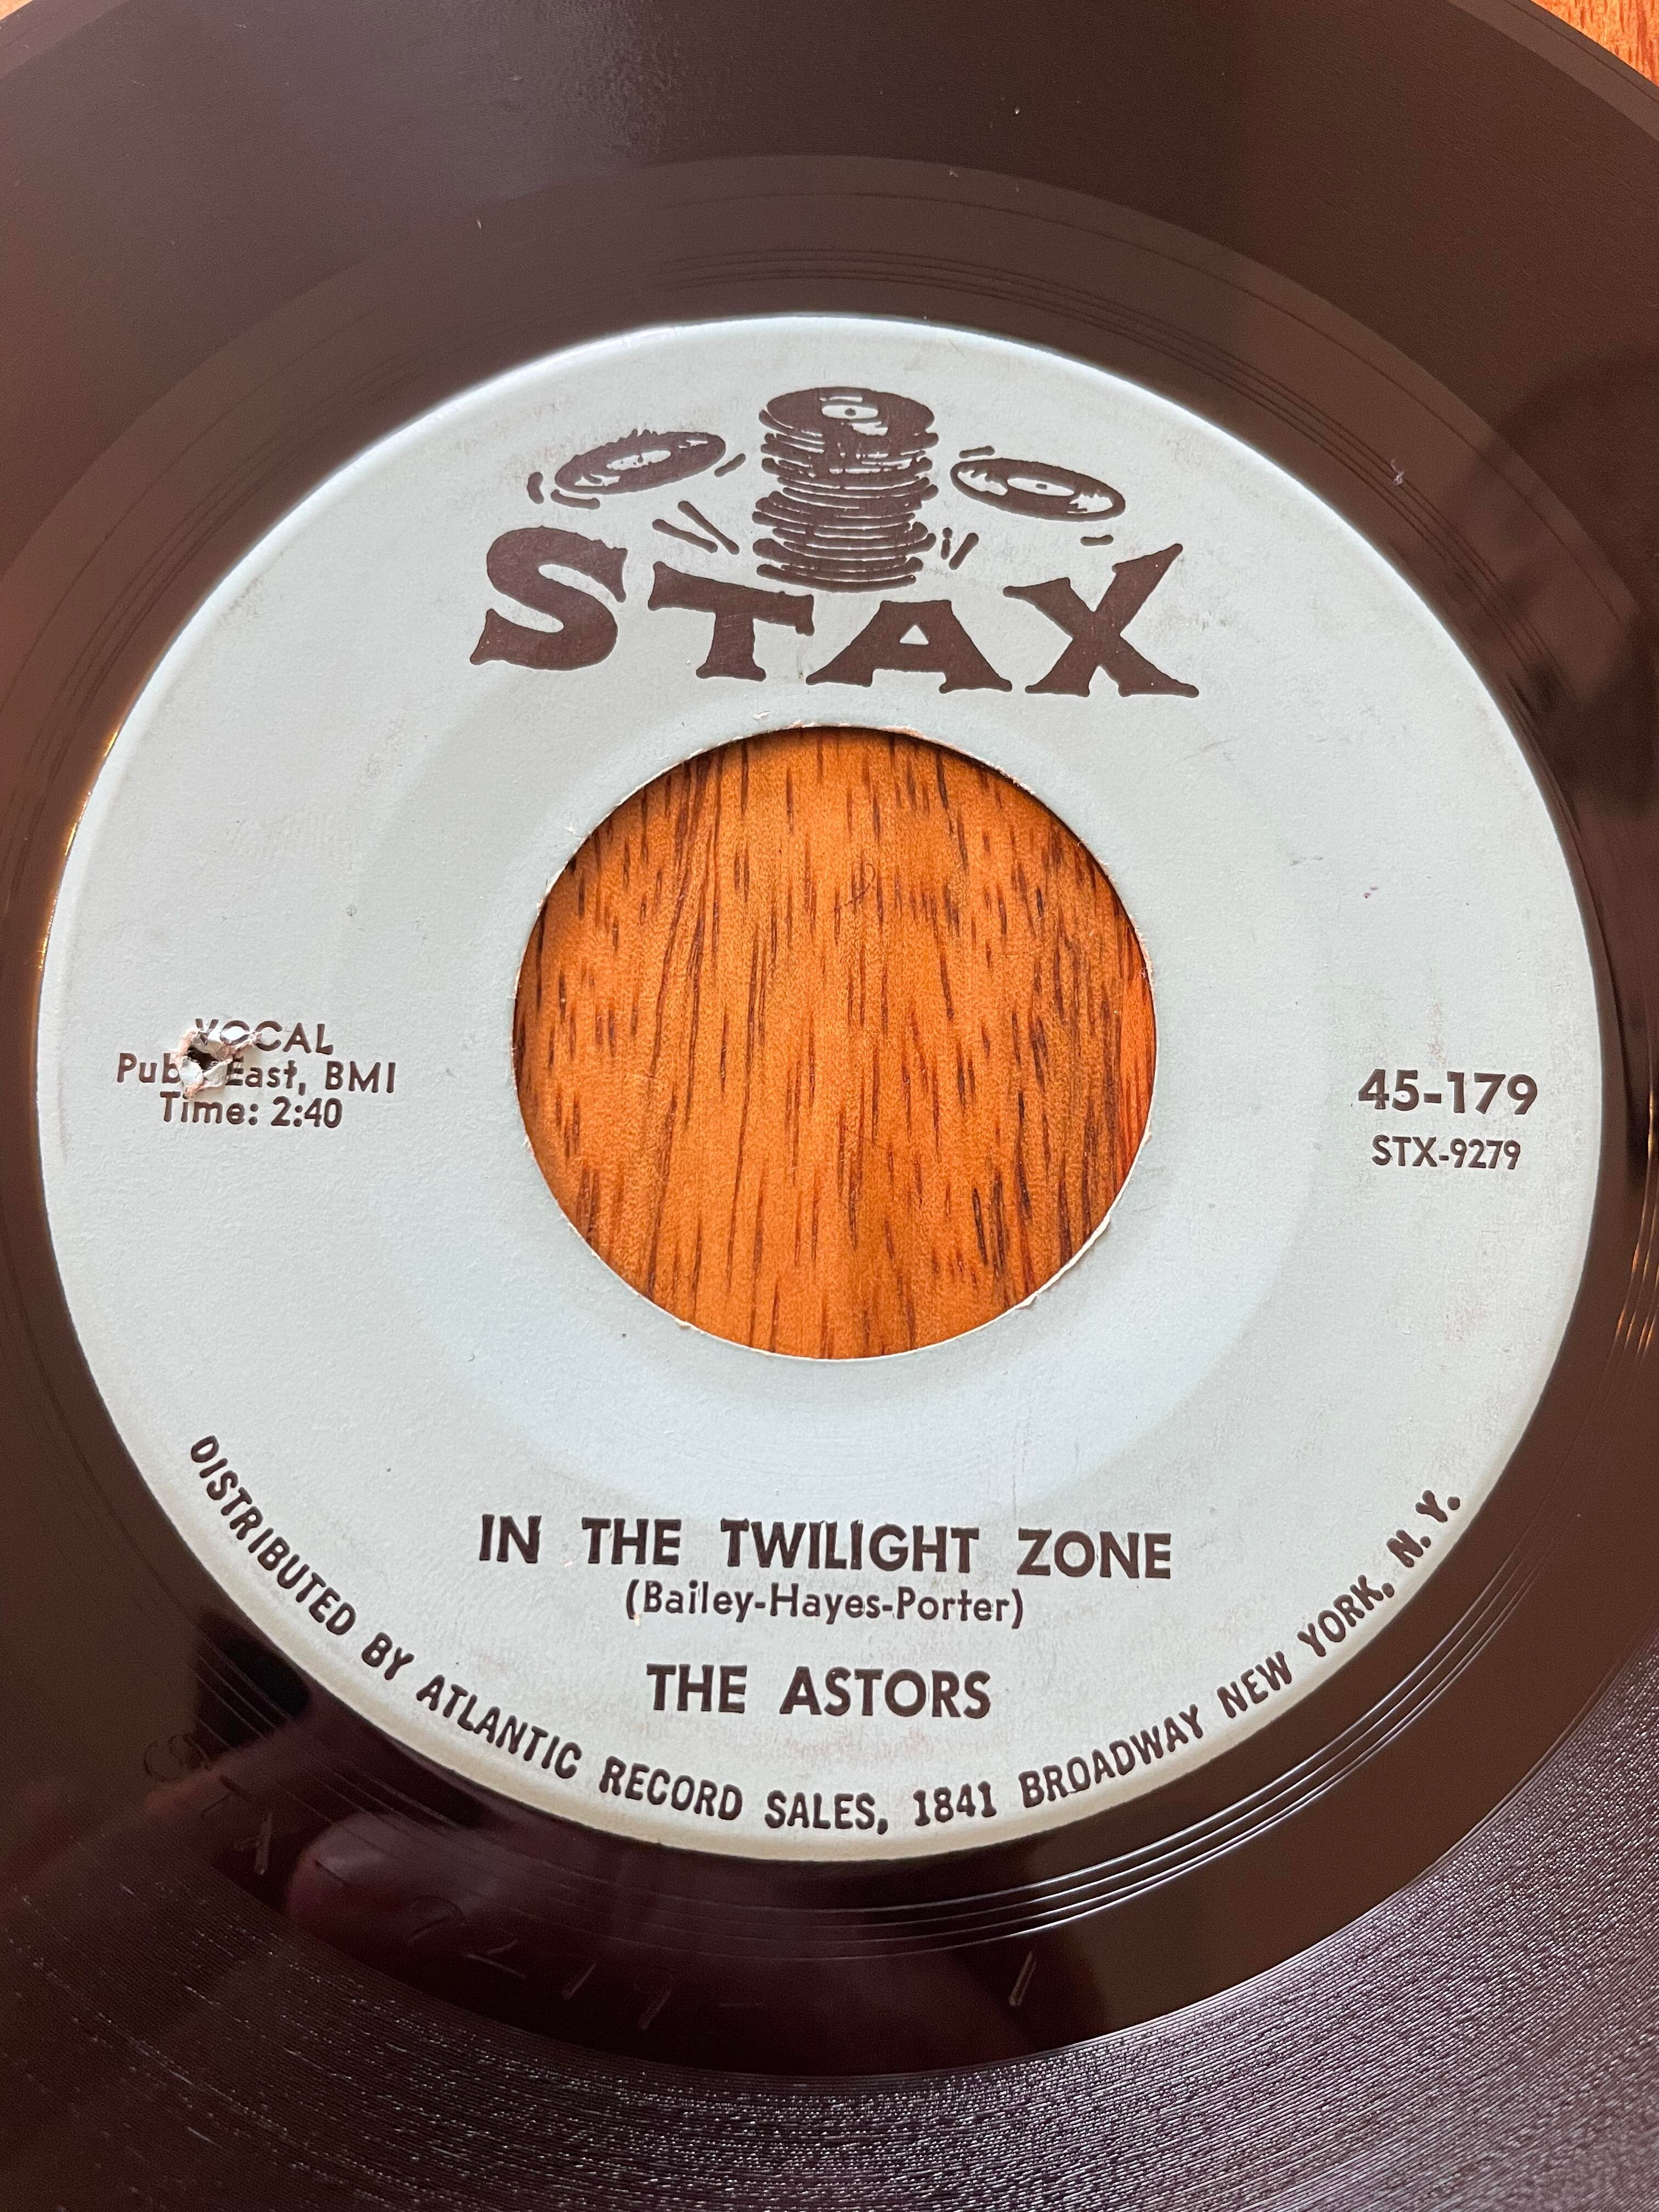 STAX
VOCAL
Pub. East, BMI
Time: 2:40
45-179
STX-9279
IN THE TWILIGHT ZONE
(Bailey-Hayes-Porter)
THE ASTORS
DISTRIBUTED BY ATLANTIC RECORD SALES, 1841 BROADWAY NEW YORK, N. Y.